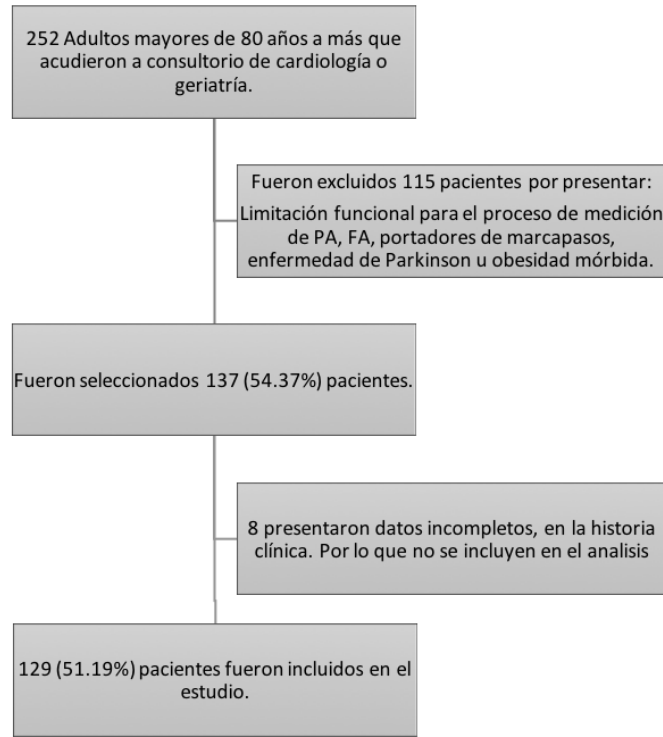 252 Adultos mayores de 80 años a más que
acudieron a consultorio de cardiología o
geriatría.
Fueron excluidos 115 pacientes por presentar:
Limitación funcional para el proceso de medición
de PA, FA, portadores de marcapasos,
enfermedad de Parkinson u obesidad mórbida.
Fueron seleccionados 137 (54.37%) pacientes.
8 presentaron datos incompletos, en la historia
clínica. Por lo que no se incluyen en el analisis
129 (51.19%) pacientes fueron incluidos en el
estudio.